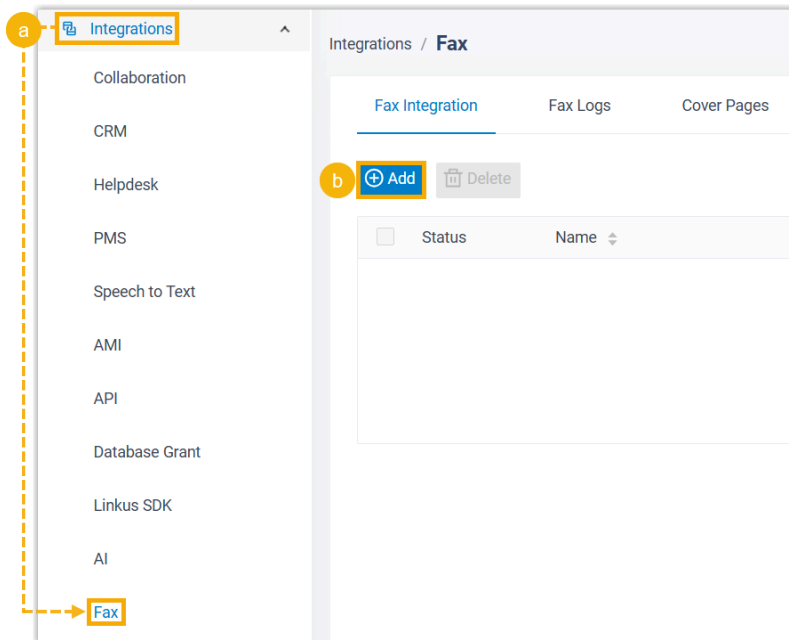 a
Integrations
Collaboration
CRM
Helpdesk
PMS
Speech to Text
AMI
API
Database Grant
Linkus SDK
AI
Fax
Integrations / Fax
Fax Integration Fax Logs Cover Pages
b Add Delete
Status Name